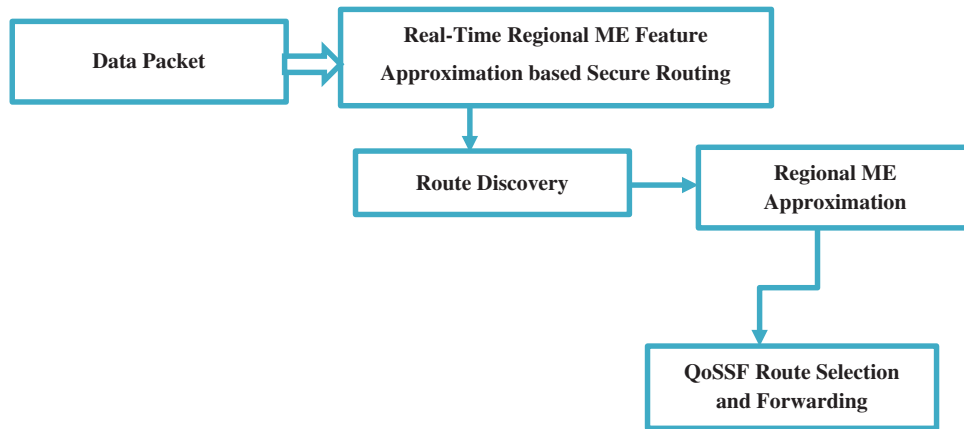 Data Packet
Real-Time Regional ME Feature
Approximation based Secure Routing
Route Discovery
Regional ME
Approximation
QoSSF Route Selection
and Forwarding